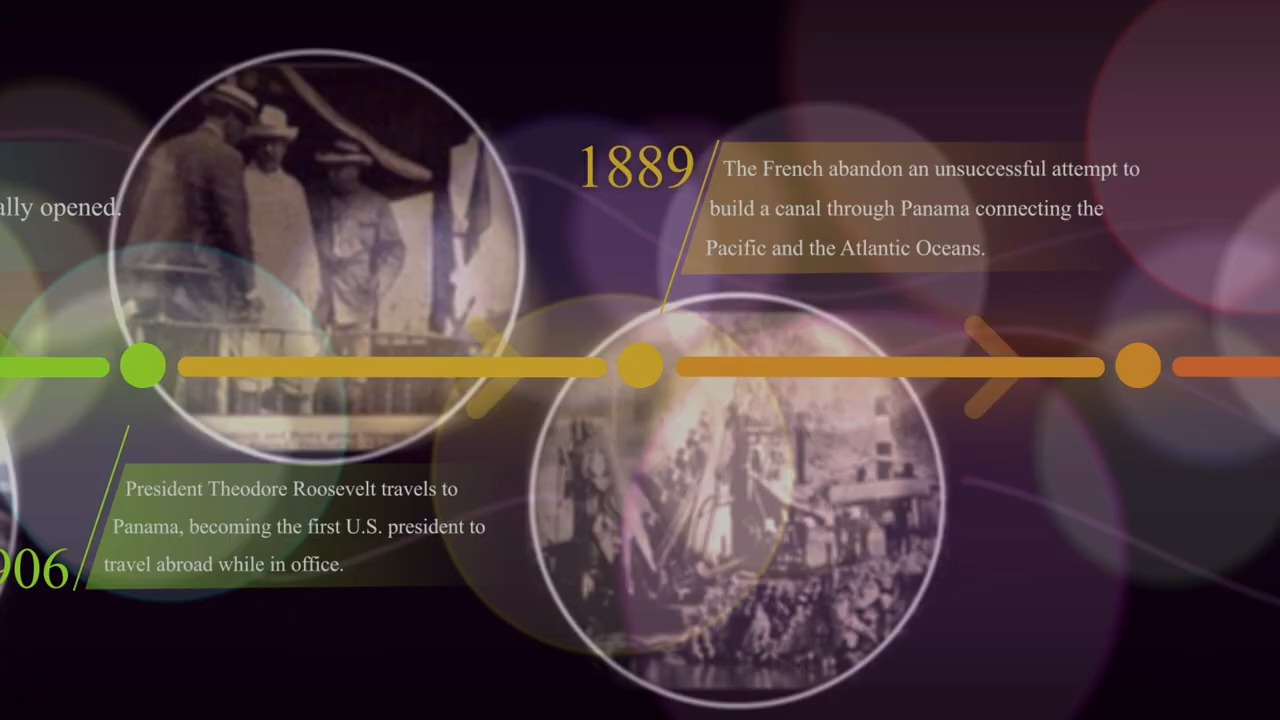 ally opened.
1889
The French abandon an unsuccessful attempt to
build a canal through Panama connecting the
Pacific and the Atlantic Oceans.
President Theodore Roosevelt travels to
Panama, becoming the first U.S. president to
travel abroad while in office.
906